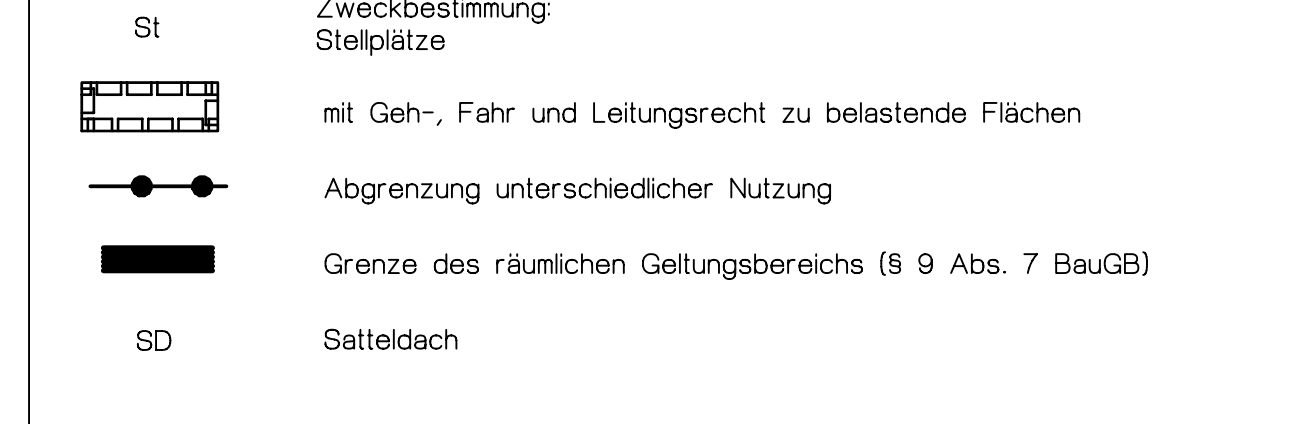 Zweckbestimmung:
St Stellplätze
mit Geh-, Fahr und Leitungsrecht zu belastende Flächen
Abgrenzung unterschiedlicher Nutzung
Grenze des räumlichen Geltungsbereichs (§ 9 Abs. 7 BauGB)
SD Satteldach